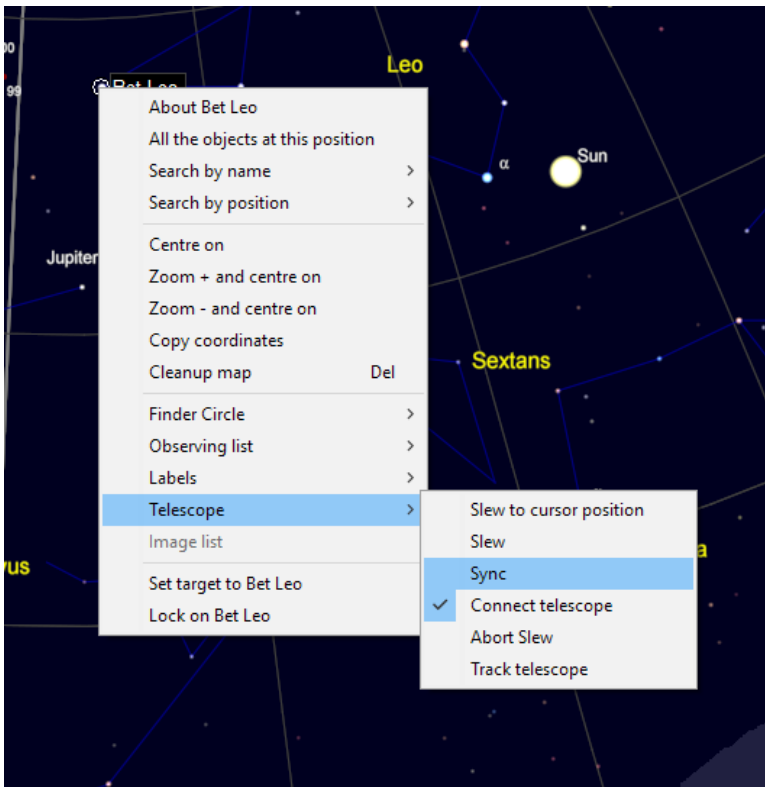 00
99
Leo
Bet Leo
α
Sun
Jupiter
Sextans
vus
a
About Bet Leo
All the objects at this position
Search by name
Search by position
Centre on
Zoom + and centre on
Zoom - and centre on
Copy coordinates
Cleanup map Del
Finder Circle
Observing list
Labels
Telescope
Image list
Set target to Bet Leo
Lock on Bet Leo
Slew to cursor position
Slew
Sync
Connect telescope
Abort Slew
Track telescope